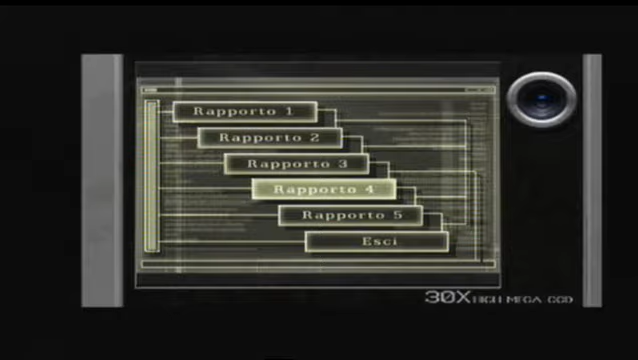 Rapporto 1
Rapporto 2
Rapporto 3
Rapporto 4
Rapporto 5
Esci
30X HIGH MEGA CCD